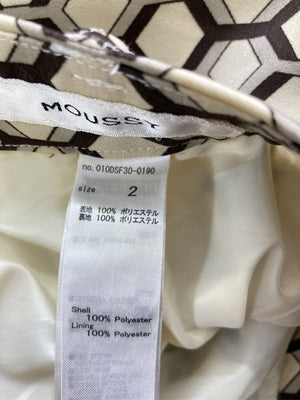 MOUSSY
no. 010DSF30-0190
size 2
表地 100% ポリエステル
裏地 100% ポリエステル
Shell
100% Polyester
Lining
100% Polyester